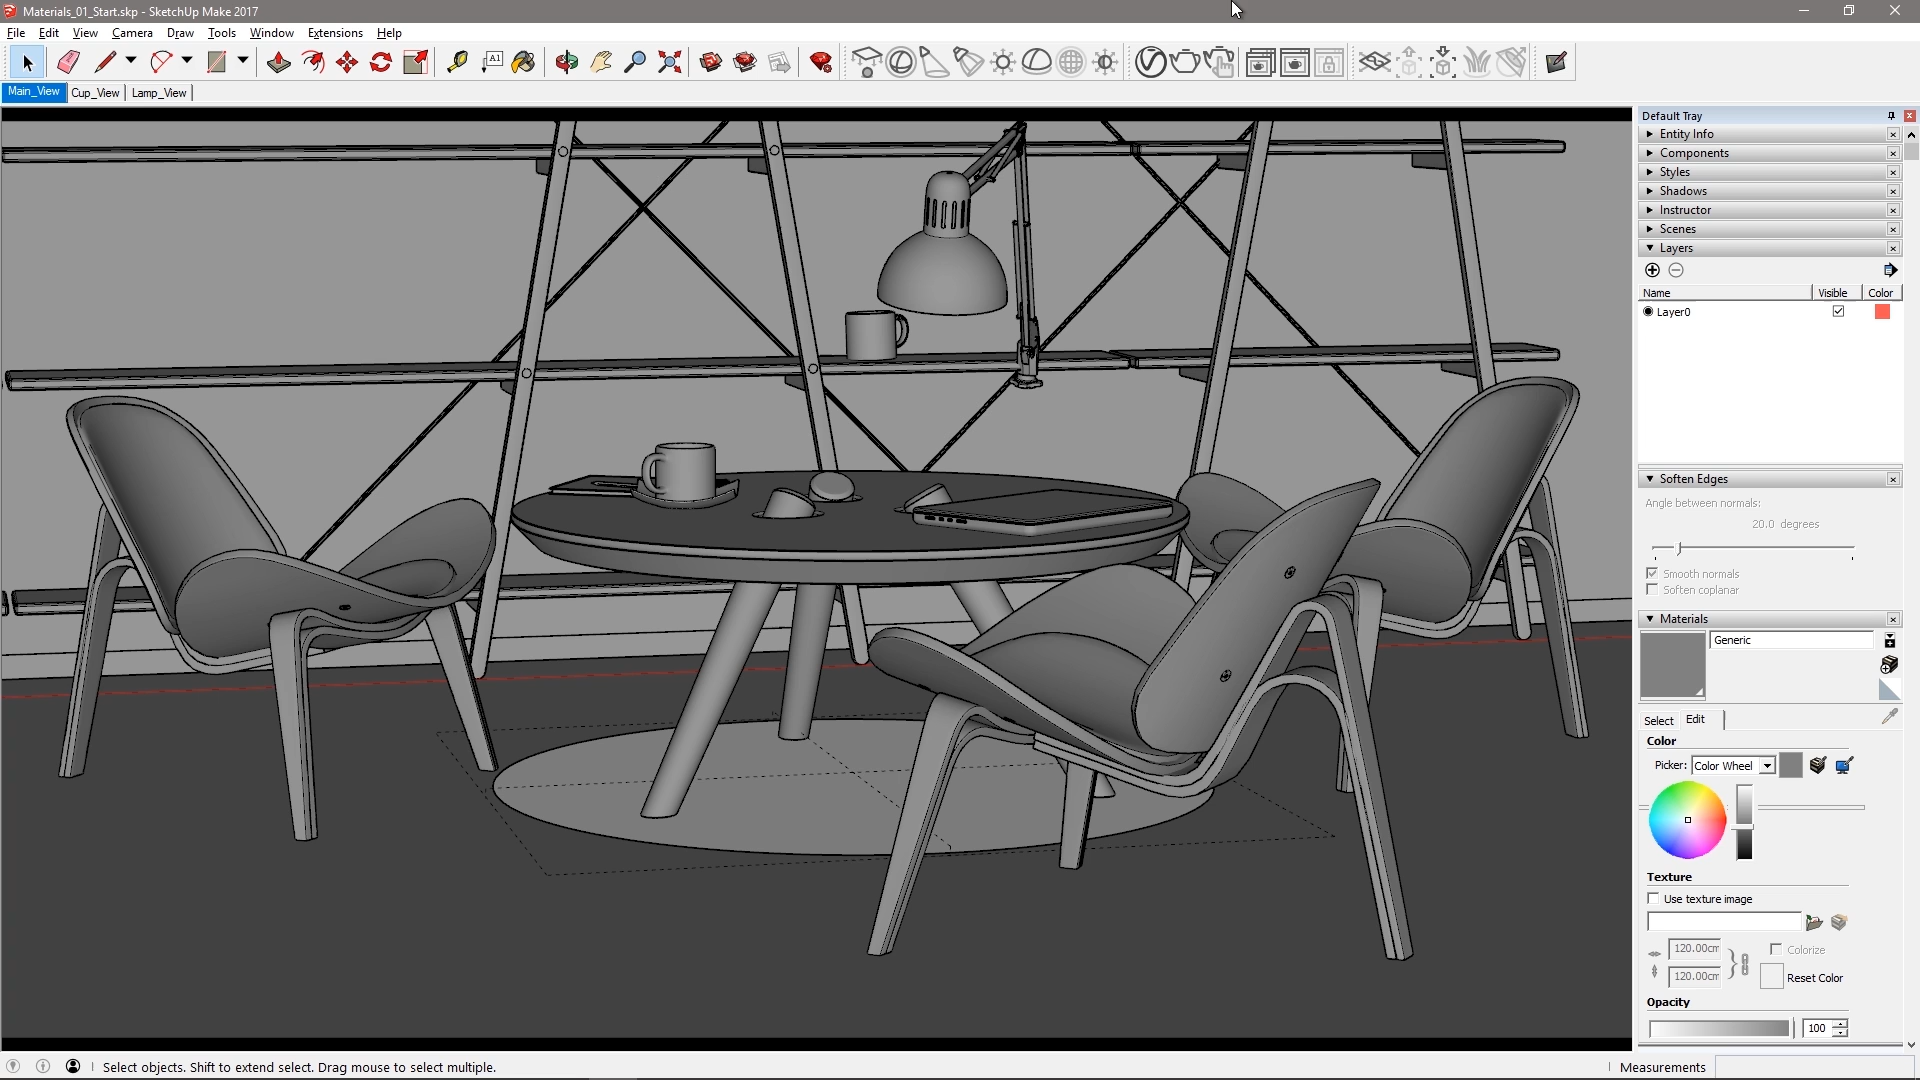 Materials_01_Start.skp - SketchUp Make 2017
File Edit View Camera Draw Tools Window Extensions Help
A1
Main_View Cup_View Lamp_View
Default Tray
Entity Info
Components
Styles
Shadows
Instructor
Scenes
Layers
Name Visible Color
Layer0
Soften Edges
Angle between normals:
20.0 degrees
Smooth normals
Soften coplanar
Materials
Generic
Select Edit
Color
Picker: Color Wheel
Texture
Use texture image
120.00cm
Colorize
120.00cm
Reset Color
Opacity
100
Select objects. Shift to extend select. Drag mouse to select multiple.
Measurements